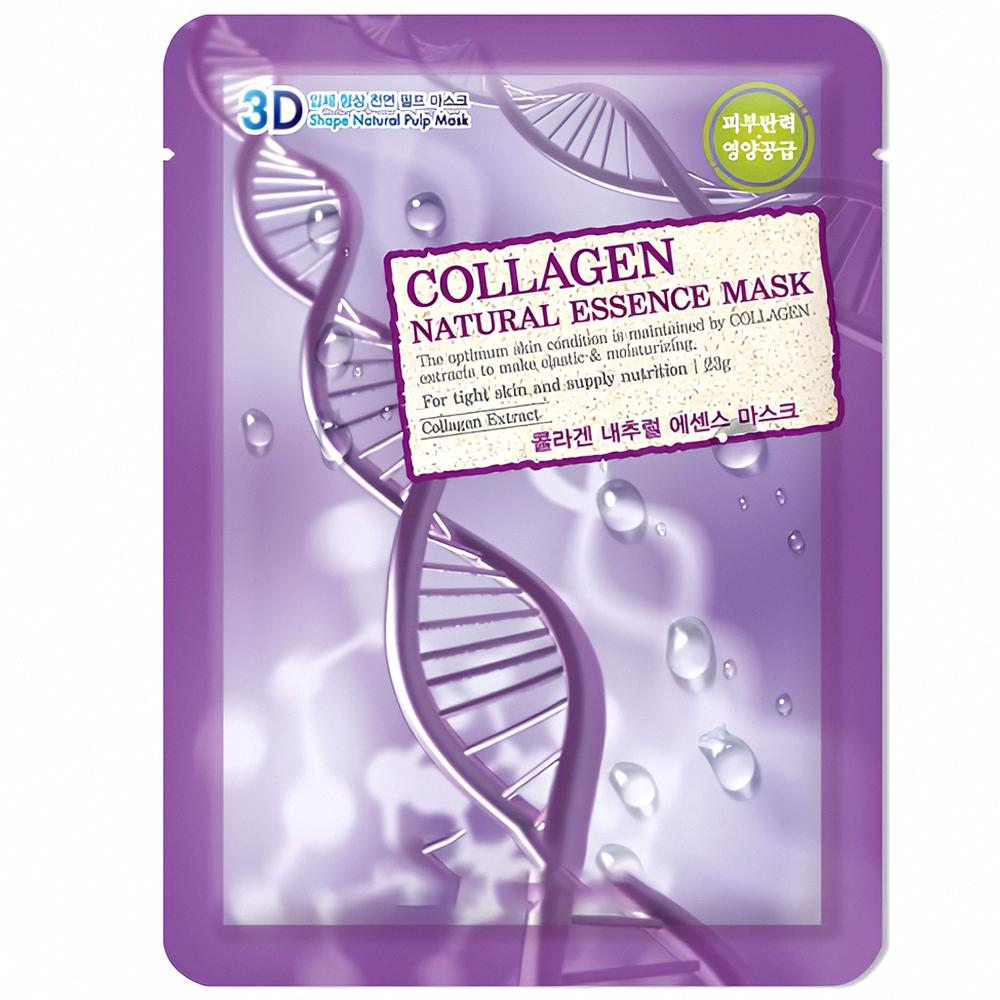 3D 입체 형상 천연 펄프 마스크
Shape Natural Pulp Mask
피부탄력
영양공급
COLLAGEN
NATURAL ESSENCE MASK
The optimum skin condition is maintained by COLLAGEN
extracts to make elastic & moisturizing.
For tight skin and supply nutrition | 23g
Collagen Extract
콜라겐 내추럴 에센스 마스크